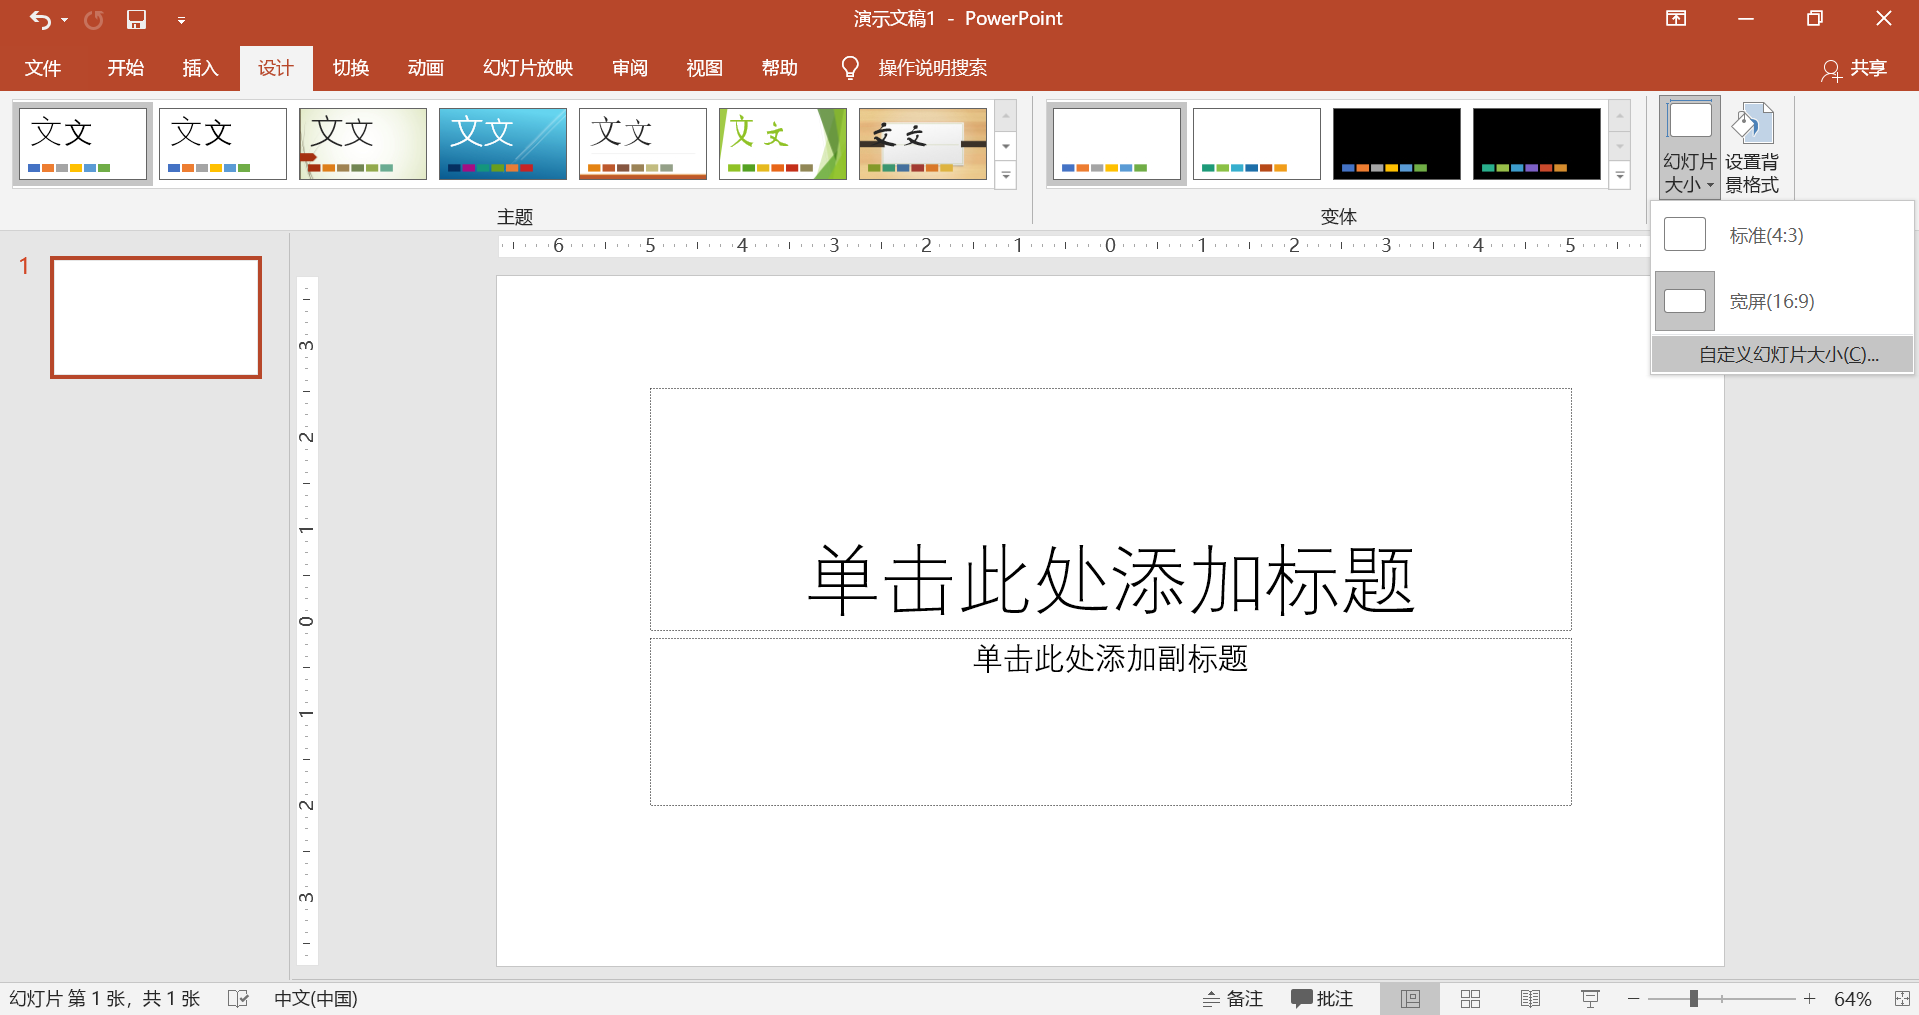 演示文稿1 - PowerPoint
文件 开始 插入 设计 切换 动画 幻灯片放映 审阅 视图 帮助 操作说明搜索 共享
文文 文文 文文 文文 文文 文文 文文
幻灯片
大小
设置背
景格式
主题
变体
标准(4:3)
宽屏(16:9)
自定义幻灯片大小(C)...
6 5 4 3 2 1 0 1 2 3 4 5
1
3
2
1
0
1
2
3
单击此处添加标题
单击此处添加副标题
幻灯片 第 1 张，共 1 张 中文(中国) 备注 批注 64%